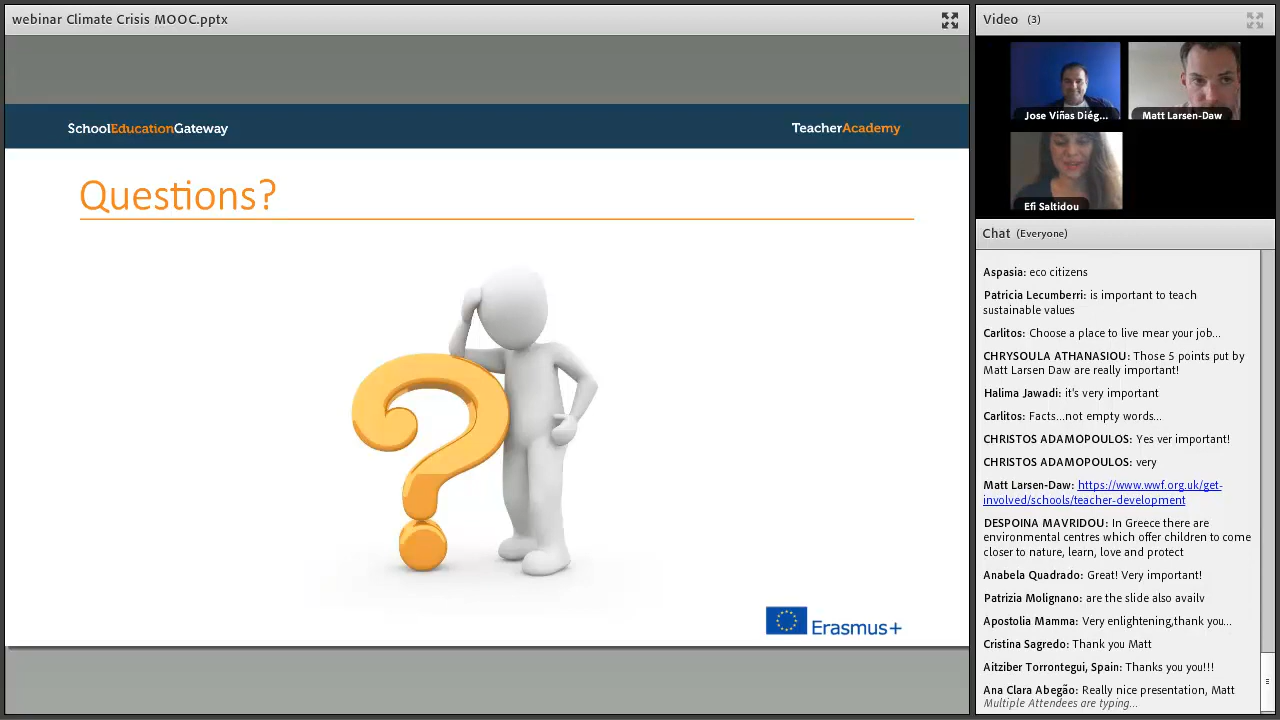 webinar Climate Crisis MOOC.pptx
SchoolEducationGateway
TeacherAcademy
Questions?
Erasmus+
Video (3)
Jose Viñas Diég...
Matt Larsen-Daw
Efi Saltidou
Chat (Everyone)
Aspasia: eco citizens
Patricia Lecumberri: is important to teach
sustainable values
Carlitos: Choose a place to live mear your job...
CHRYSOULA ATHANASIOU: Those 5 points put by
Matt Larsen Daw are really important!
Halima Jawadi: it's very important
Carlitos: Facts...not empty words...
CHRISTOS ADAMOPOULOS: Yes ver important!
CHRISTOS ADAMOPOULOS: very
Matt Larsen-Daw: https://www.wwf.org.uk/get-
involved/schools/teacher-development
DESPOINA MAVRIDOU: In Greece there are
environmental centres which offer children to come
closer to nature, learn, love and protect
Anabela Quadrado: Great! Very important!
Patrizia Molignano: are the slide also availv
Apostolia Mamma: Very enlightening,thank you...
Cristina Sagredo: Thank you Matt
Aitziber Torrontegui, Spain: Thanks you you!!!
Ana Clara Abegão: Really nice presentation, Matt
Multiple Attendees are typing...